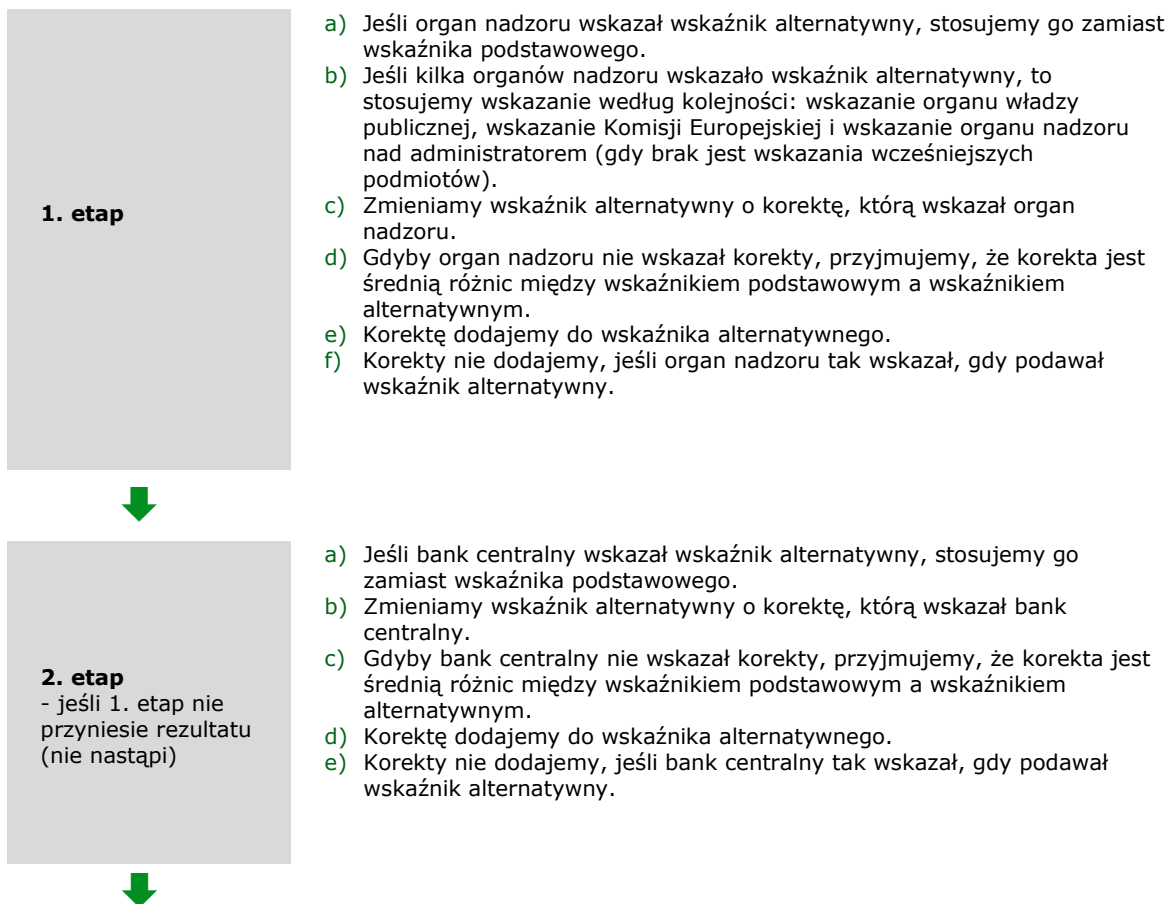 1. etap
a) Jeśli organ nadzoru wskazał wskaźnik alternatywny, stosujemy go zamiast
wskaźnika podstawowego.
b) Jeśli kilka organów nadzoru wskazało wskaźnik alternatywny, to
stosujemy wskazanie według kolejności: wskazanie organu władzy
publicznej, wskazanie Komisji Europejskiej i wskazanie organu nadzoru
nad administratorem (gdy brak jest wskazania wcześniejszych
podmiotów).
c) Zmieniamy wskaźnik alternatywny o korektę, którą wskazał organ
nadzoru.
d) Gdyby organ nadzoru nie wskazał korekty, przyjmujemy, że korekta jest
średnią różnic między wskaźnikiem podstawowym a wskaźnikiem
alternatywnym.
e) Korektę dodajemy do wskaźnika alternatywnego.
f) Korekty nie dodajemy, jeśli organ nadzoru tak wskazał, gdy podawał
wskaźnik alternatywny.
2. etap
- jeśli 1. etap nie
przyniesie rezultatu
(nie nastąpi)
a) Jeśli bank centralny wskazał wskaźnik alternatywny, stosujemy go
zamiast wskaźnika podstawowego.
b) Zmieniamy wskaźnik alternatywny o korektę, którą wskazał bank
centralny.
c) Gdyby bank centralny nie wskazał korekty, przyjmujemy, że korekta jest
średnią różnic między wskaźnikiem podstawowym a wskaźnikiem
alternatywnym.
d) Korektę dodajemy do wskaźnika alternatywnego.
e) Korekty nie dodajemy, jeśli bank centralny tak wskazał, gdy podawał
wskaźnik alternatywny.